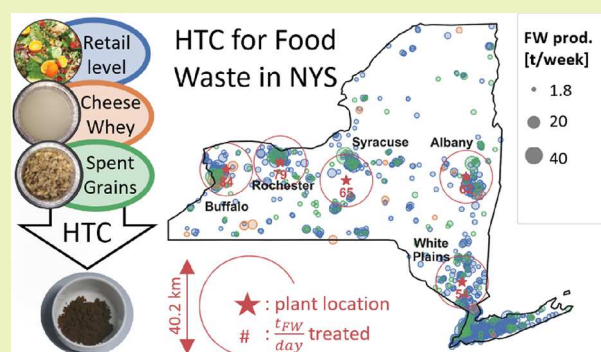 Retail
level
Cheese
Whey
Spent
Grains
HTC
HTC for Food
Waste in NYS
Syracuse
Albany
Rochester
Buffalo
White
Plains
79
65
40.2 km
: plant location
# : t_FW/day treated
FW prod.
[t/week]
1.8
20
40